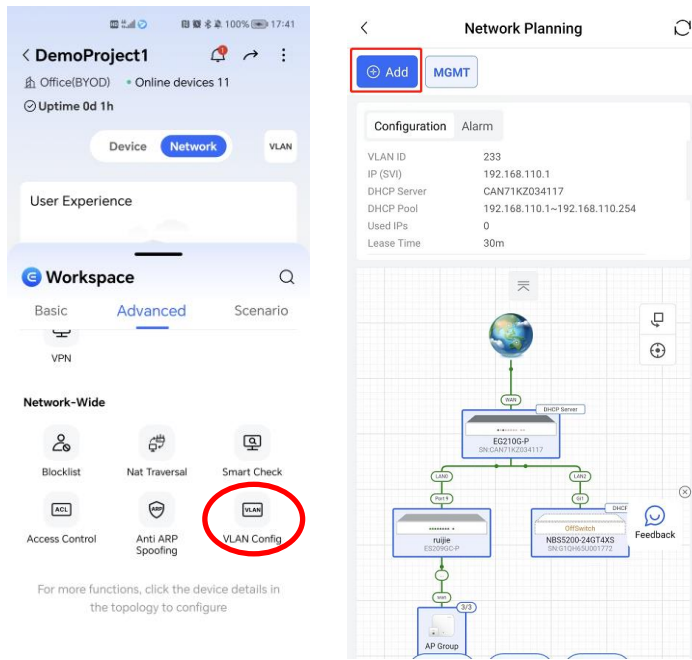 100% 17:41
DemoProject1
Office(BYOD) • Online devices 11
Uptime 0d 1h
Device Network VLAN
User Experience
Workspace
Basic Advanced Scenario
VPN
Network-Wide
Blocklist Nat Traversal Smart Check
ACL ARP VLAN
Access Control Anti ARP Spoofing VLAN Config
For more functions, click the device details in
the topology to configure
Network Planning
Add MGMT
Configuration Alarm
VLAN ID 233
IP (SVI) 192.168.110.1
DHCP Server CAN71KZ034117
DHCP Pool 192.168.110.1~192.168.110.254
Used IPs 0
Lease Time 30m
WAN
DHCP Server
EG210G-P
SN:CAN71KZ034117
LAN0 LAN2
Port 9 GI1
DHCP
ruijie
ES209GC-P
OffSwitch
NBS5200-24GT4XS
SN:G1QH65U001772
Feedback
3/3
AP Group